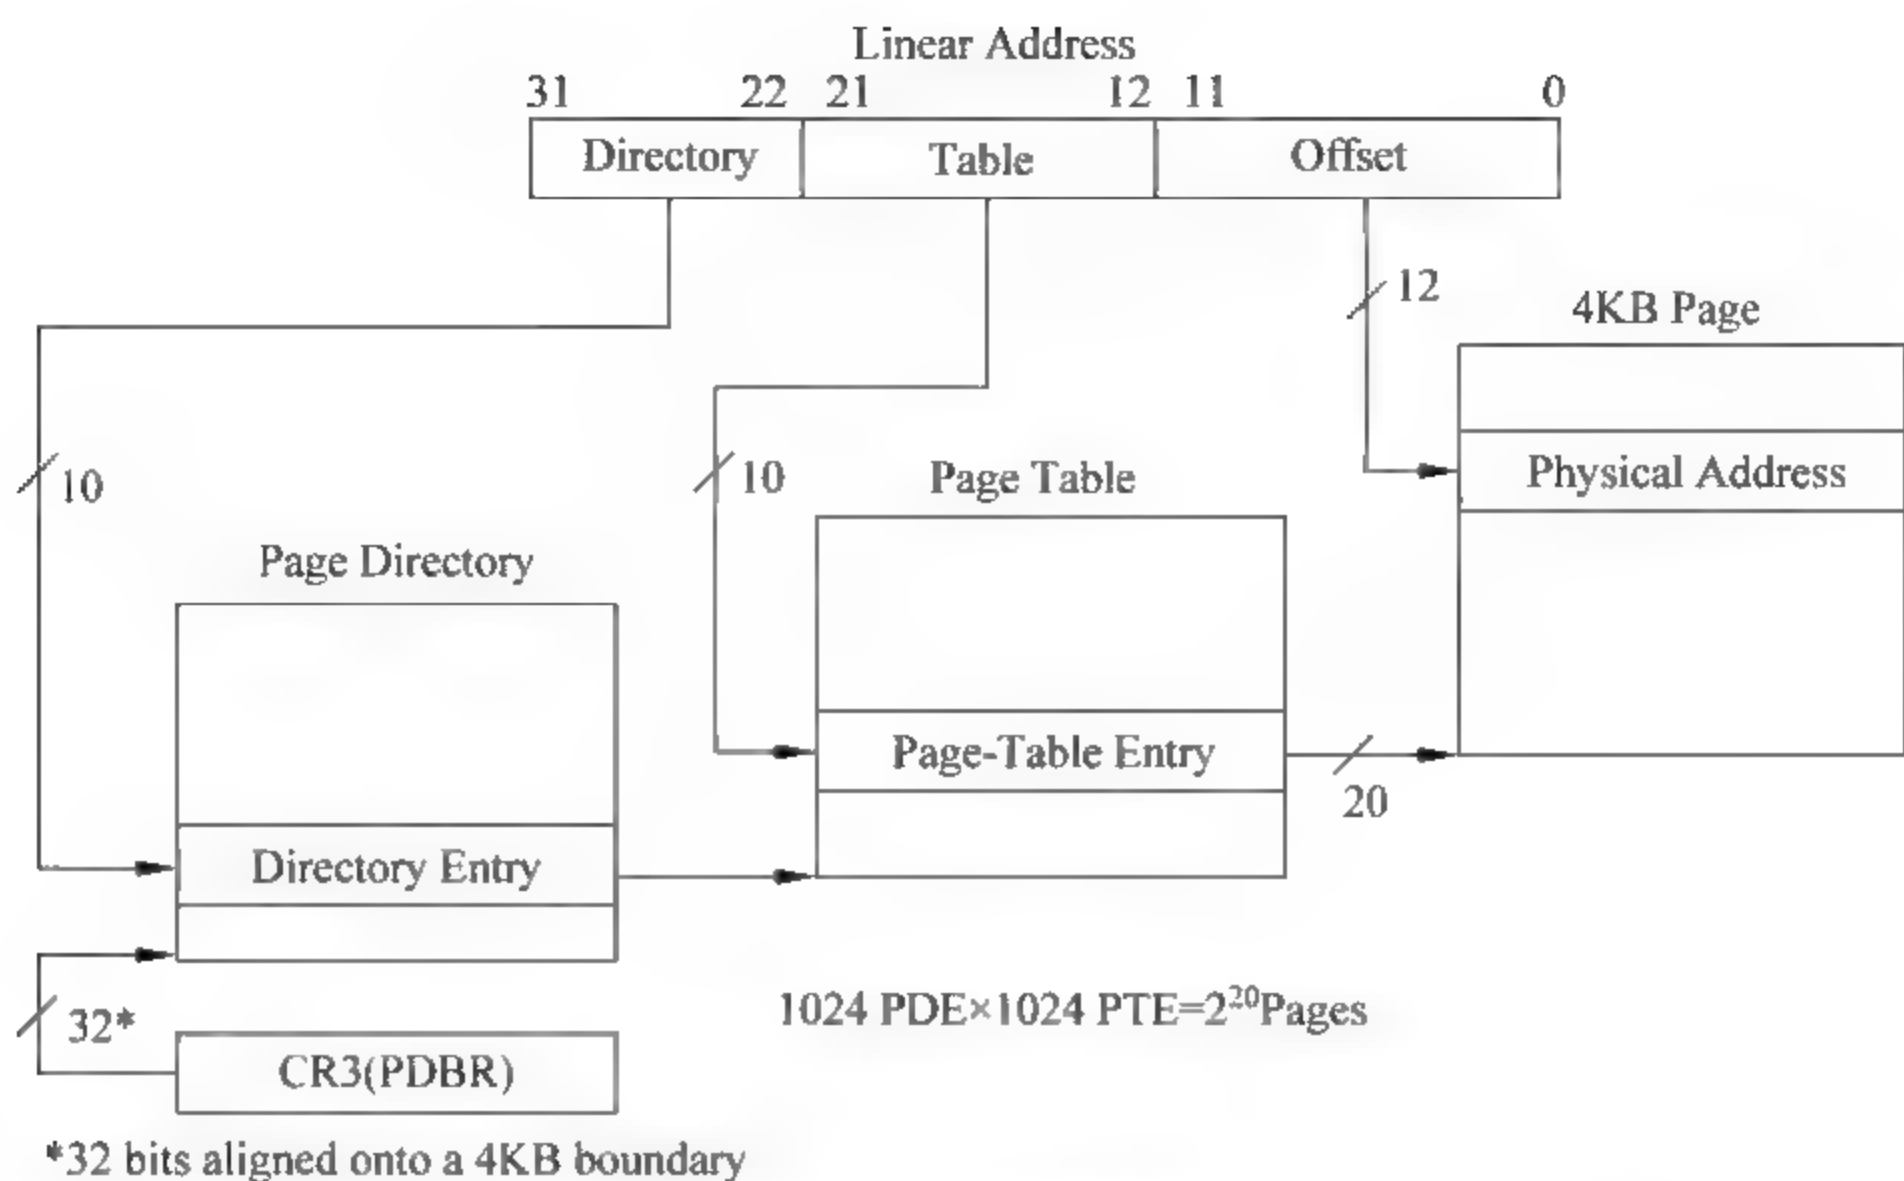 Linear Address
31 22 21 12 11 0
Directory Table Offset
12
4KB Page
Physical Address
10
10
Page Table
Page Directory
Page-Table Entry
20
Directory Entry
32*
1024 PDE×1024 PTE=2²⁰Pages
CR3(PDBR)
*32 bits aligned onto a 4KB boundary